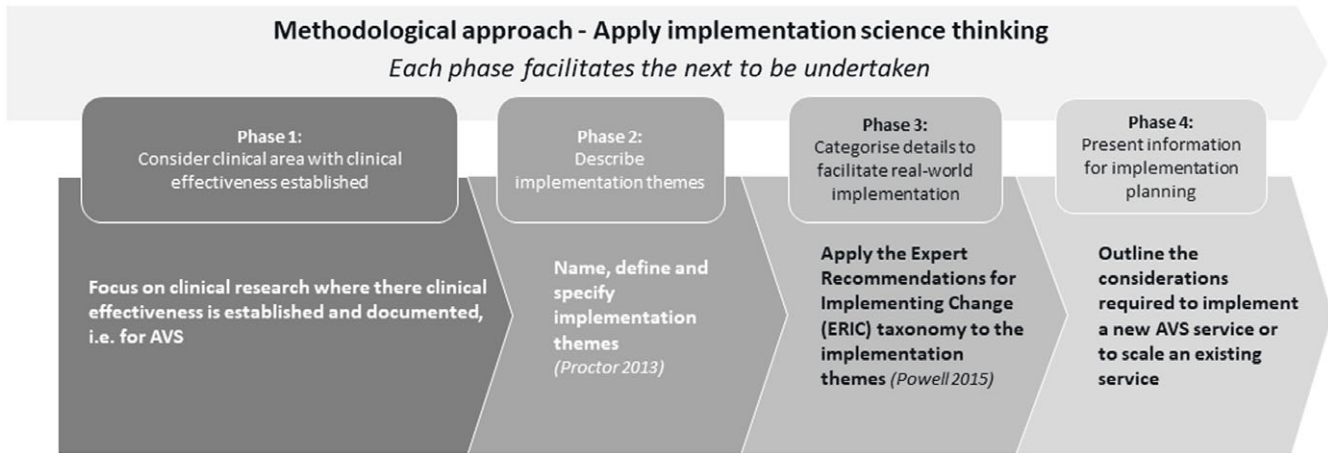 Methodological approach - Apply implementation science thinking
Each phase facilitates the next to be undertaken
Phase 1:
Consider clinical area with clinical
effectiveness established
Focus on clinical research where there clinical
effectiveness is established and documented,
i.e. for AVS
Phase 2:
Describe
implementation themes
Name, define and
specify
implementation
themes
(Proctor 2013)
Phase 3:
Categorise details to
facilitate real-world
implementation
Apply the Expert
Recommendations for
Implementing Change
(ERIC) taxonomy to the
implementation
themes (Powell 2015)
Phase 4:
Present information
for implementation
planning
Outline the
considerations
required to implement
a new AVS service or
to scale an existing
service